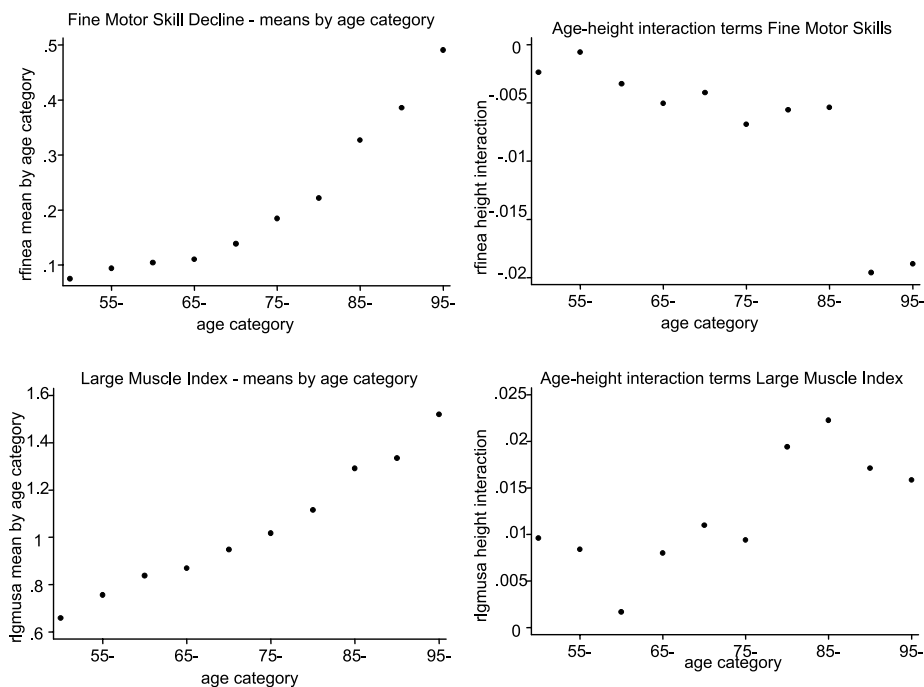 Fine Motor Skill Decline - means by age category
.5
.4
.3
.2
.1
rfinea mean by age category
55- 65- 75- 85- 95-
age category
Age-height interaction terms Fine Motor Skills
0
-.005
-.01
-.015
-.02
rfinea height interaction
55- 65- 75- 85- 95-
age category
Large Muscle Index - means by age category
1.6
1.4
1.2
1
.8
.6
rlgmusa mean by age category
55- 65- 75- 85- 95-
age category
Age-height interaction terms Large Muscle Index
.025
.02
.015
.01
.005
0
rlgmusa height interaction
55- 65- 75- 85- 95-
age category